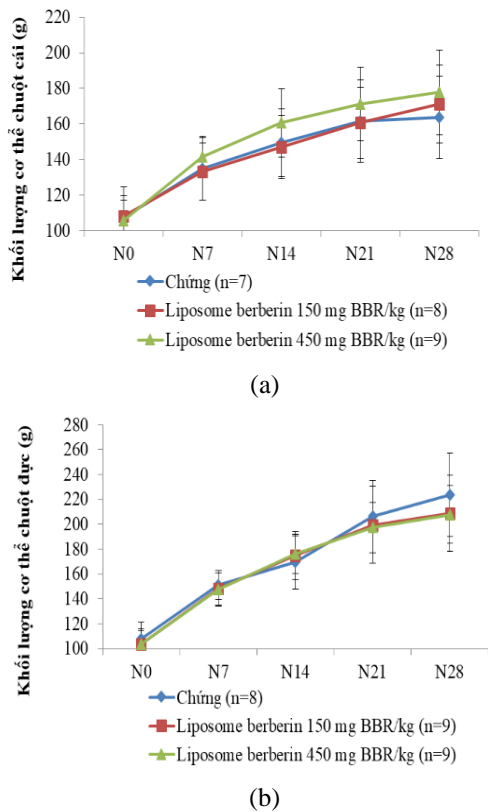 Khối lượng cơ thể chuột cái (g)
220
200
180
160
140
120
100
N0 N7 N14 N21 N28
Chứng (n=7)
Liposome berberin 150 mg BBR/kg (n=8)
Liposome berberin 450 mg BBR/kg (n=9)
(a)
Khối lượng cơ thể chuột đực (g)
280
260
240
220
200
180
160
140
120
100
N0 N7 N14 N21 N28
Chứng (n=8)
Liposome berberin 150 mg BBR/kg (n=9)
Liposome berberin 450 mg BBR/kg (n=9)
(b)